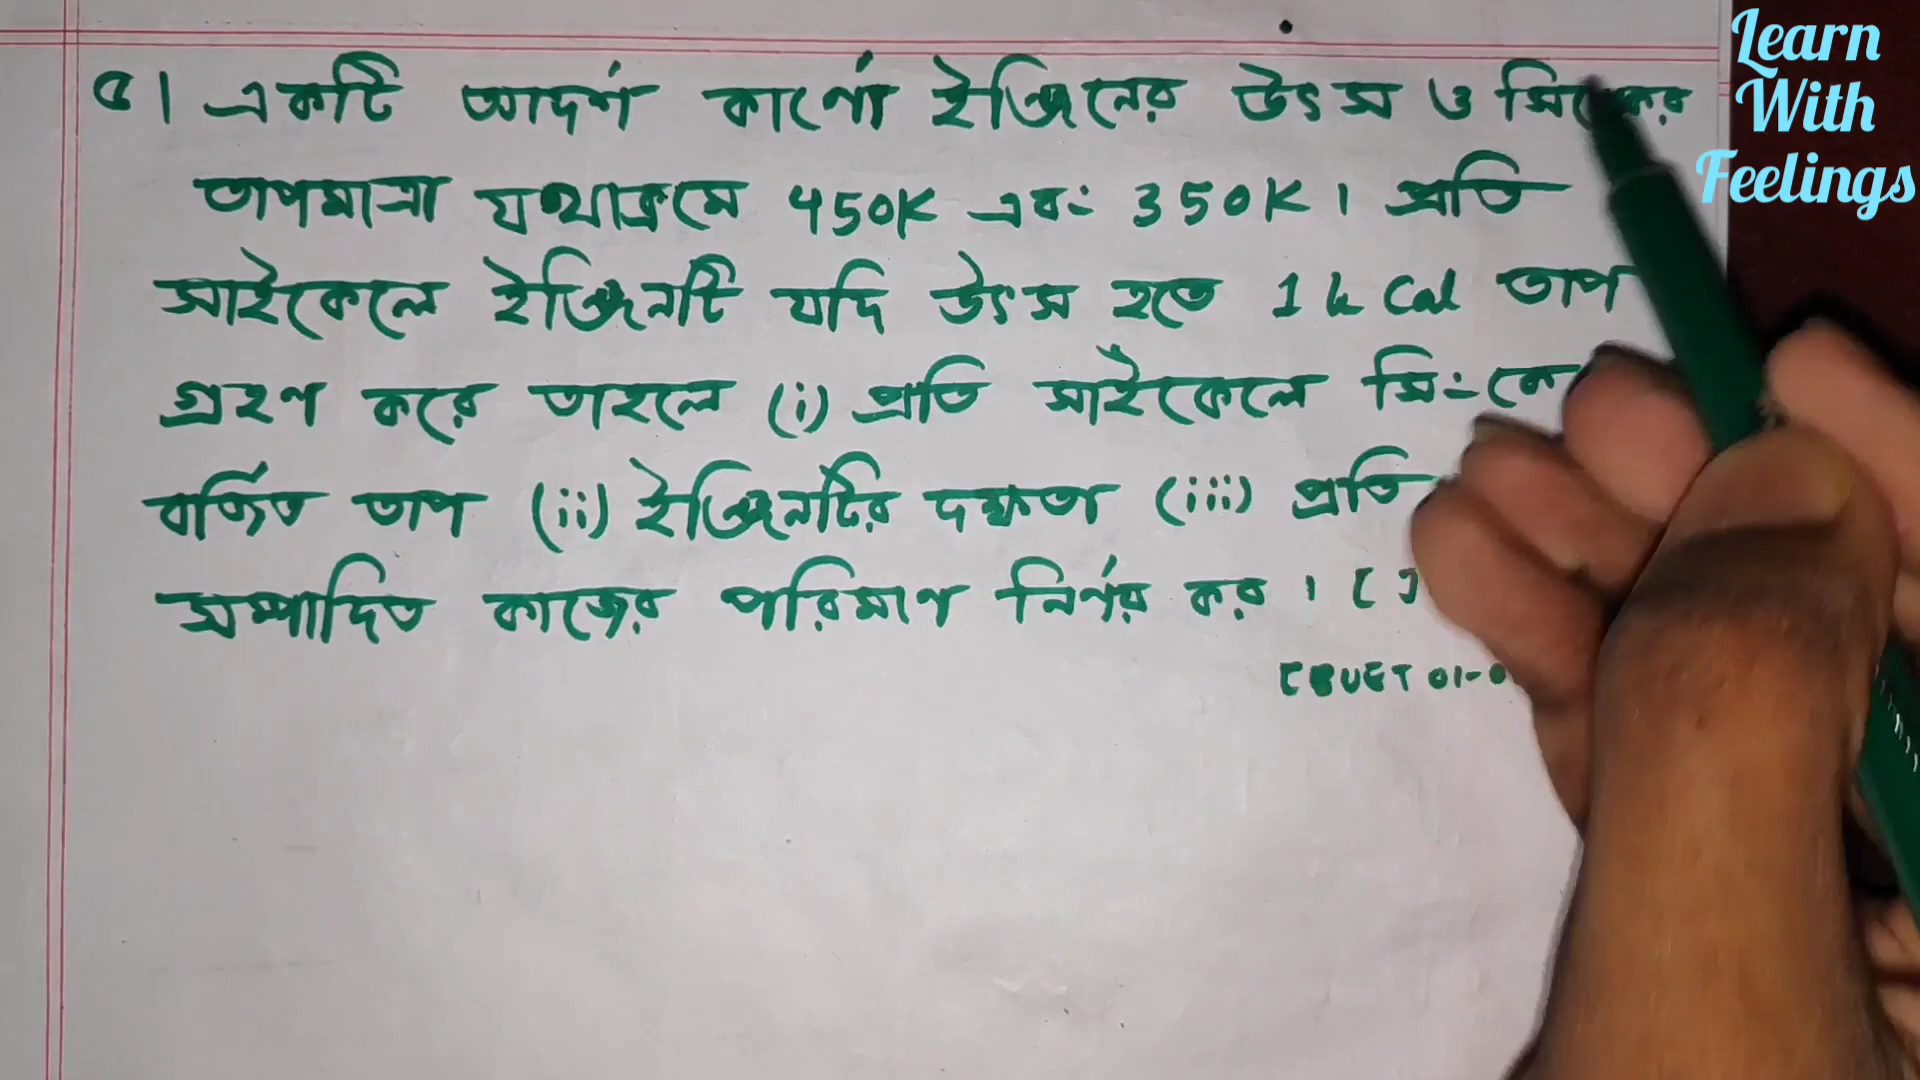 ৫। একটি আদর্শ কার্ণো ইঞ্জিনের উৎস ও
তাপমাত্রা যথাক্রমে 450K এবং 350K। প্রতি
সাইকেলে ইঞ্জিনটি যদি উৎস হতে 1 k Cal তাপ
গ্রহণ করে তাহলে (i) প্রতি সাইকেলে সিংকে
বর্জিত তাপ (ii) ইঞ্জিনটির দক্ষতা (iii) প্রতি
সম্পাদিত কাজের পরিমাণ নির্ণয় কর। [J
[BUET 01-0
Learn
With
Feelings